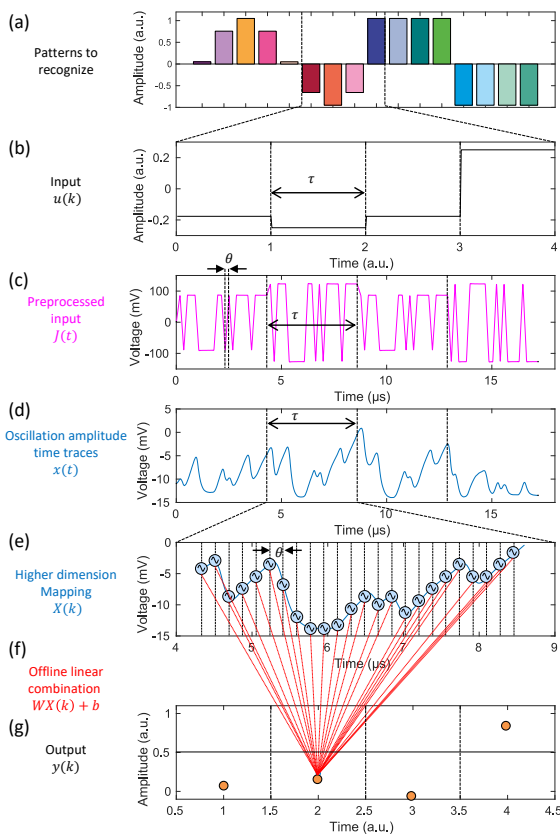 (a)
Patterns to
recognize
Amplitude (a.u.)
1
0.5
0
-0.5
-1
(b)
Input
u(k)
Amplitude (a.u.)
0.2
0
-0.2
τ
0 1 2 3 4
Time (a.u.)
(c)
Preprocessed
input
J(t)
Voltage (mV)
100
0
-100
θ
τ
0 5 10 15
Time (μs)
(d)
Oscillation amplitude
time traces
x(t)
Voltage (mV)
5
0
-5
-10
-15
τ
0 5 10 15
Time (μs)
(e)
Higher dimension
Mapping
X(k)
Voltage (mV)
0
-5
-10
-15
θ
4 5 6 7 8 9
Time (μs)
(f)
Offline linear
combination
WX(k) + b
(g)
Output
y(k)
Amplitude (a.u.)
1
0.5
0
0.5 1 1.5 2 2.5 3 3.5 4 4.5
Time (a.u.)